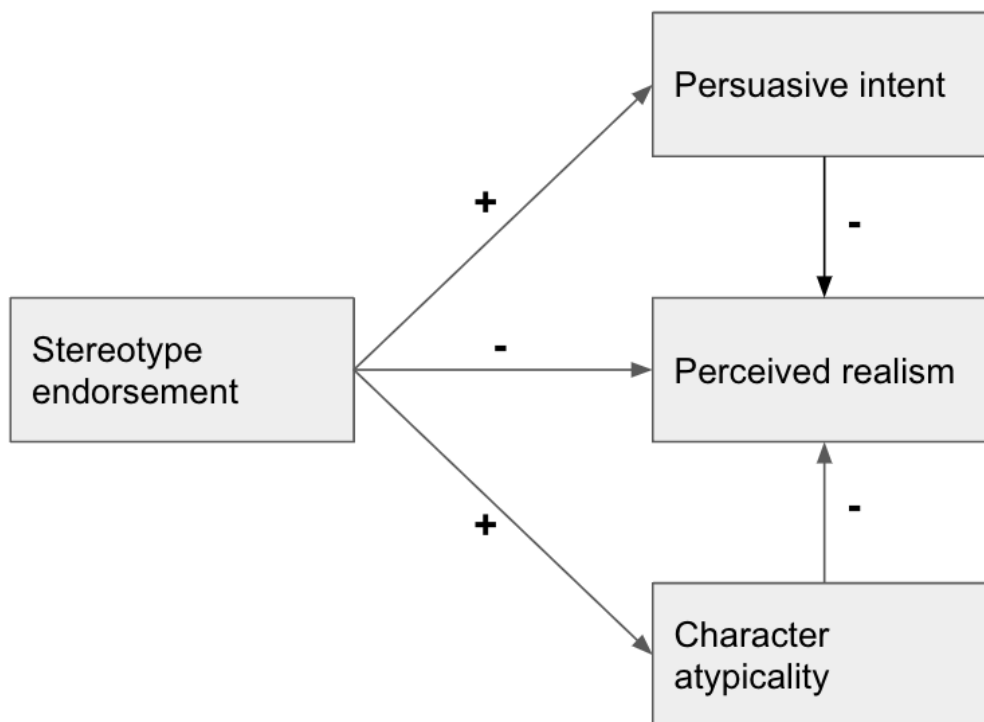 Persuasive intent
+
-
Stereotype
endorsement
-
Perceived realism
+
-
Character
atypicality